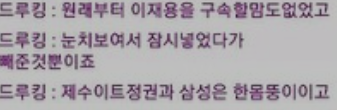 드루킹 : 원래부터 이재용을 구속할맘도없었고
드루킹 : 눈치보여서 잠시넣었다가
빼준것뿐이죠
드루킹 : 제수이트정권과 삼성은 한몸뚱이이고